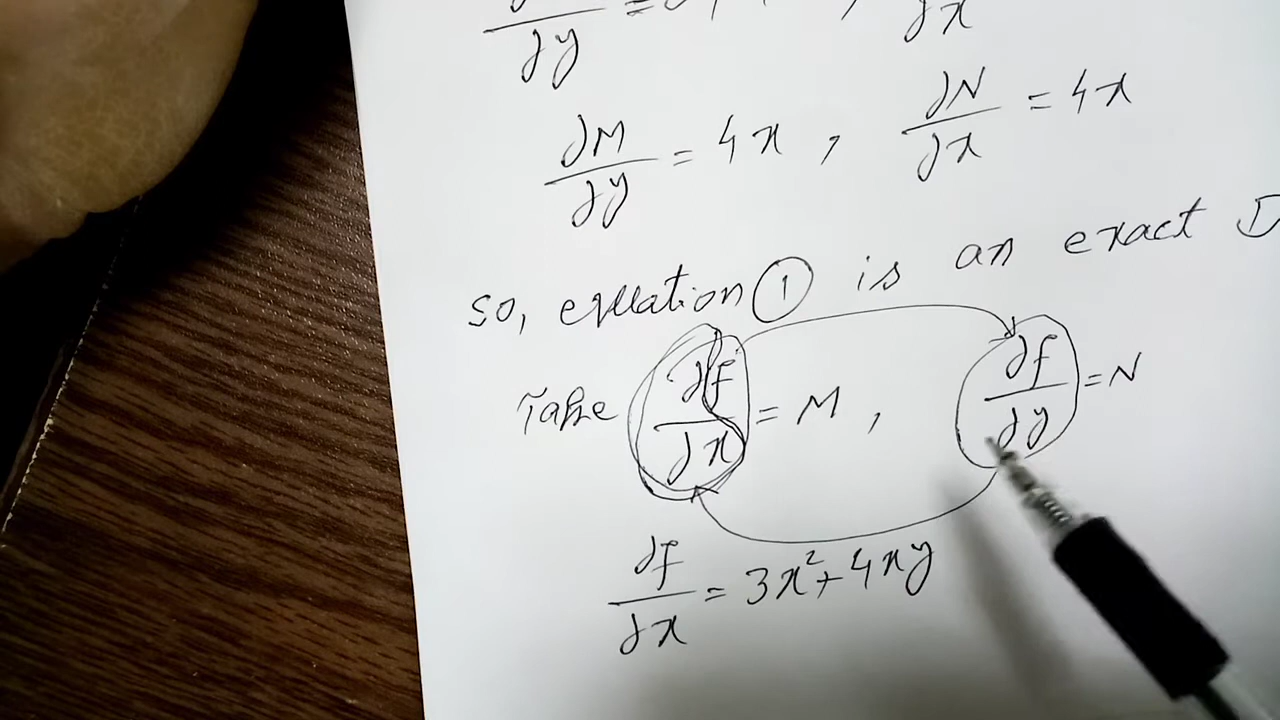 ∂y = , ∂x
∂M/∂y = 4x , ∂N/∂x = 4x
so, equation ① is an exact D
Take ∂f/∂x = M , ∂f/∂y = N
∂f/∂x = 3x² + 4xy